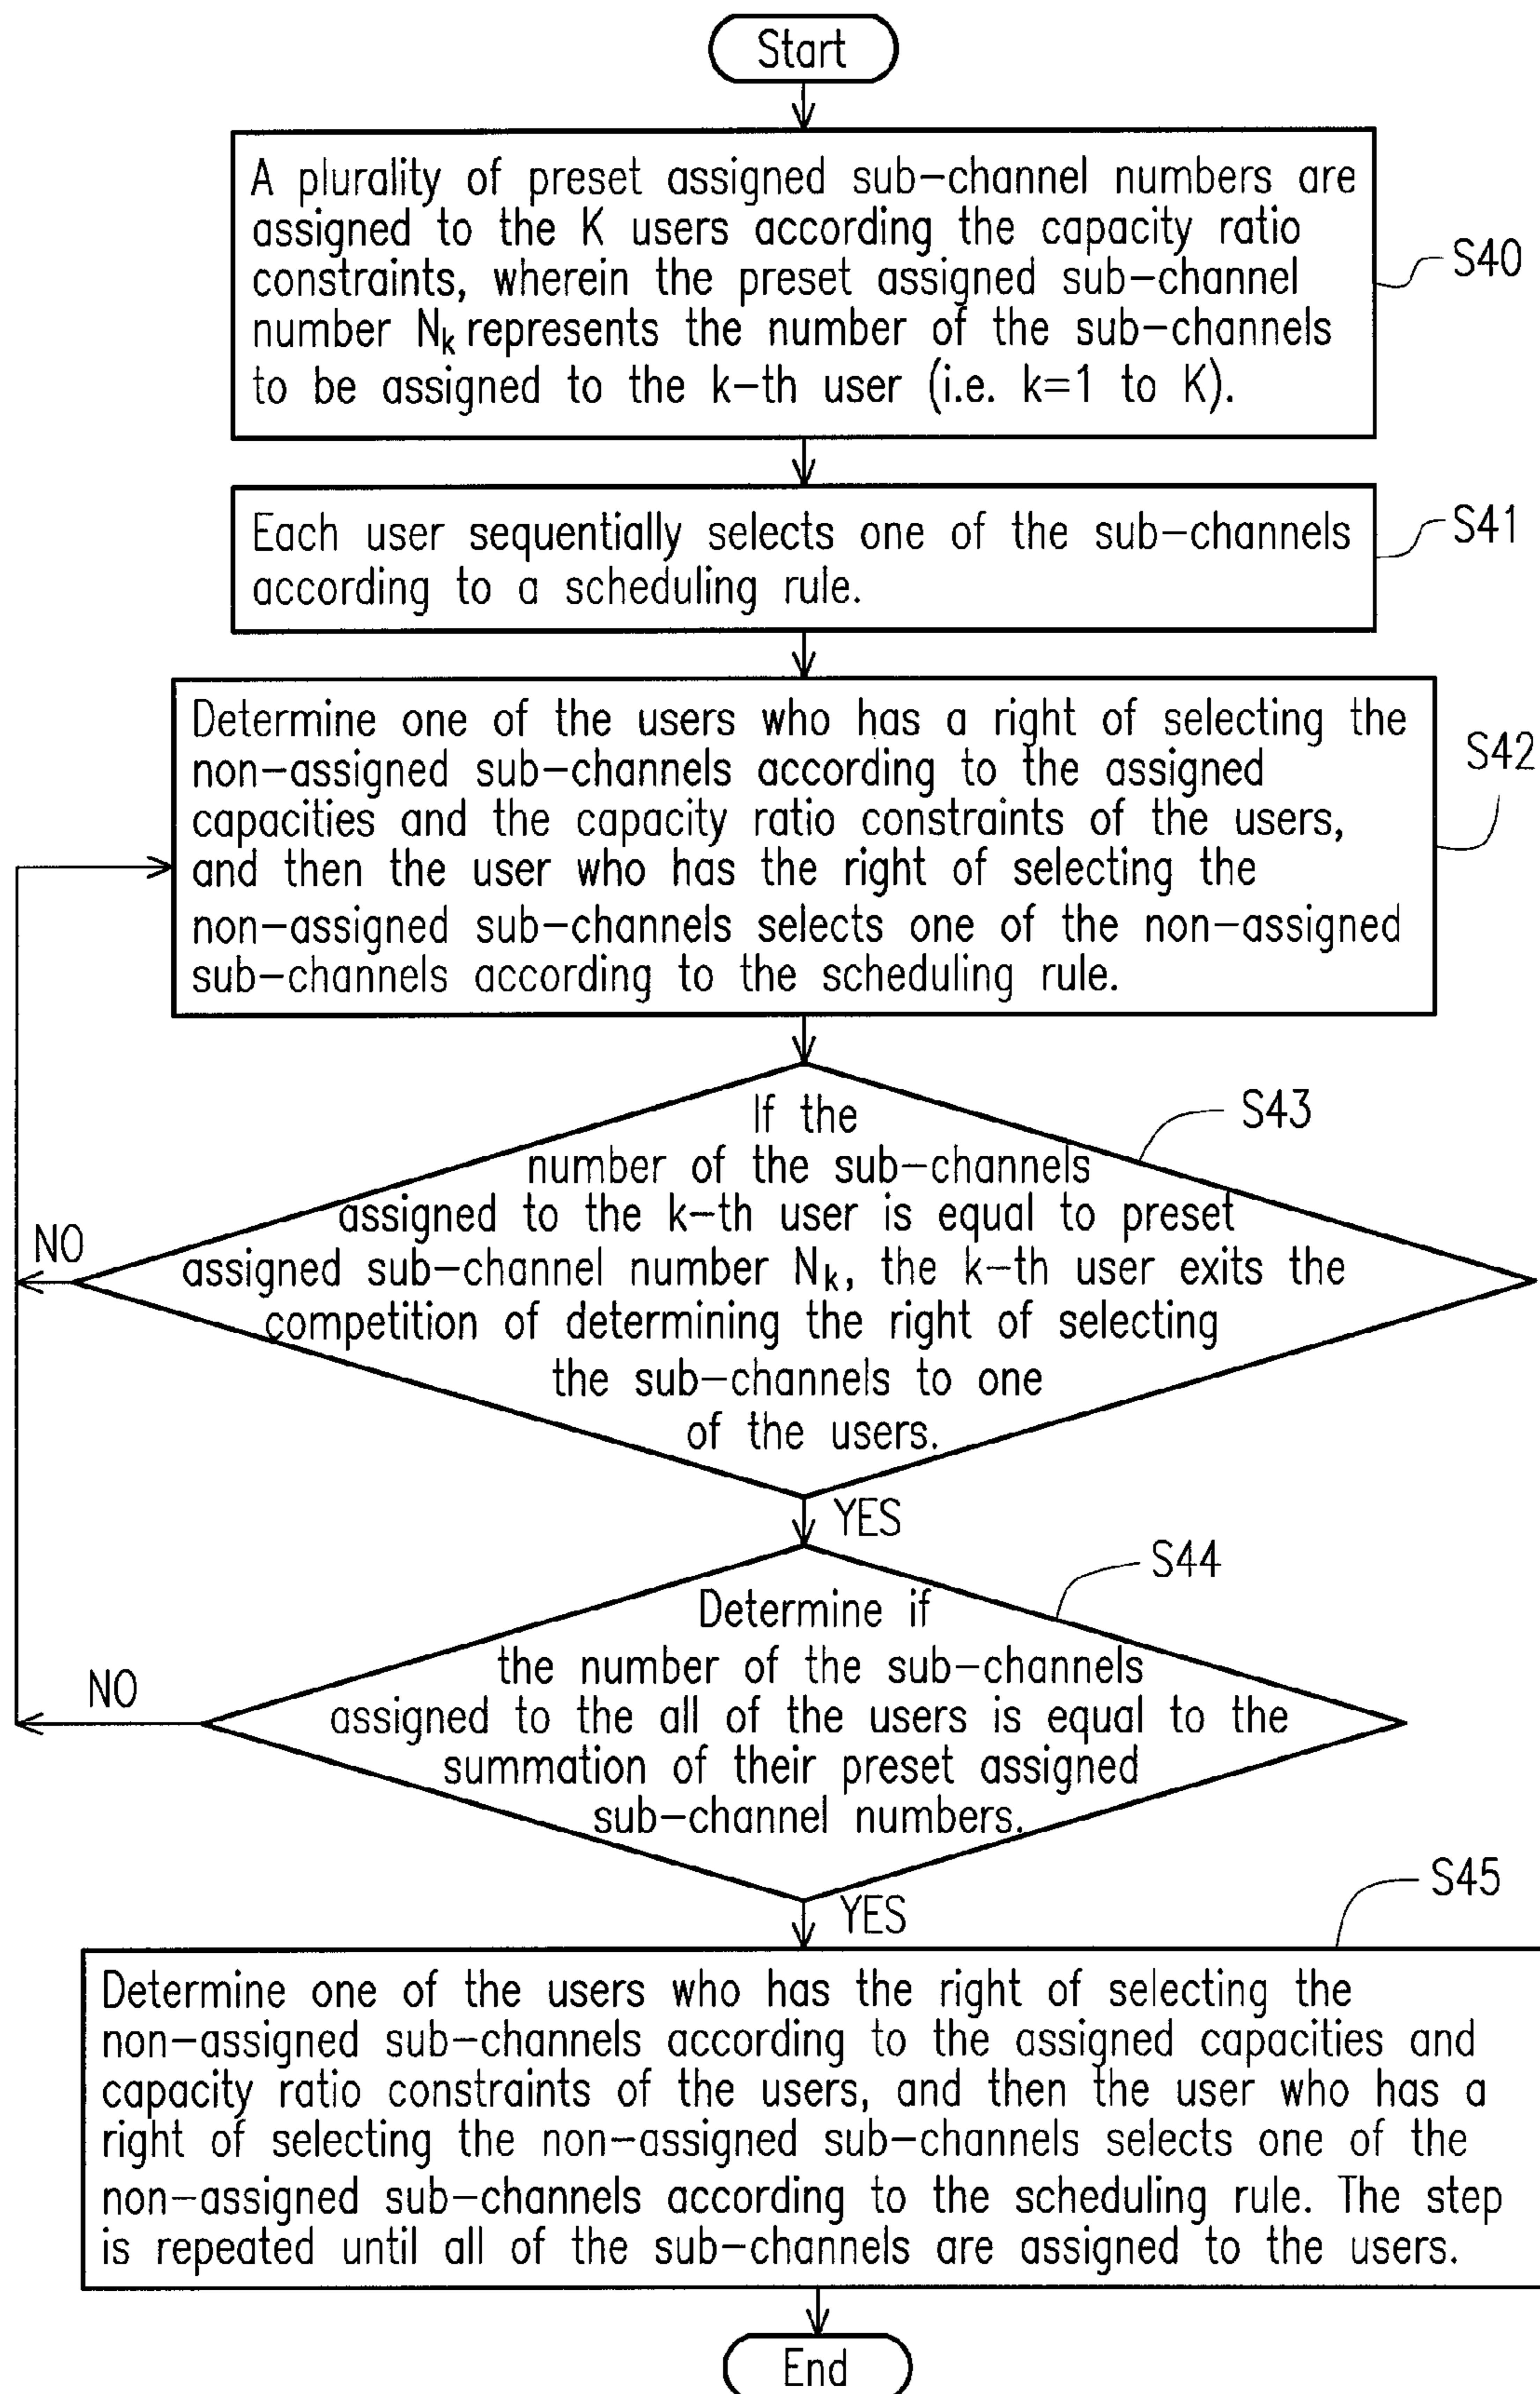 Start
A plurality of preset assigned sub-channel numbers are
assigned to the K users according the capacity ratio
constraints, wherein the preset assigned sub-channel
number Nk represents the number of the sub-channels
to be assigned to the k-th user (i.e. k=1 to K).
S40
Each user sequentially selects one of the sub-channels
according to a scheduling rule.
S41
Determine one of the users who has a right of selecting the
non-assigned sub-channels according to the assigned
capacities and the capacity ratio constraints of the users,
and then the user who has the right of selecting the
non-assigned sub-channels selects one of the non-assigned
sub-channels according to the scheduling rule.
S42
If the
number of the sub-channels
assigned to the k-th user is equal to preset
assigned sub-channel number Nk, the k-th user exits the
competition of determining the right of selecting
the sub-channels to one
of the users.
S43
NO
YES
Determine if
the number of the sub-channels
assigned to the all of the users is equal to the
summation of their preset assigned
sub-channel numbers.
S44
NO
YES
S45
Determine one of the users who has the right of selecting the
non-assigned sub-channels according to the assigned capacities and
capacity ratio constraints of the users, and then the user who has a
right of selecting the non-assigned sub-channels selects one of the
non-assigned sub-channels according to the scheduling rule. The step
is repeated until all of the sub-channels are assigned to the users.
End